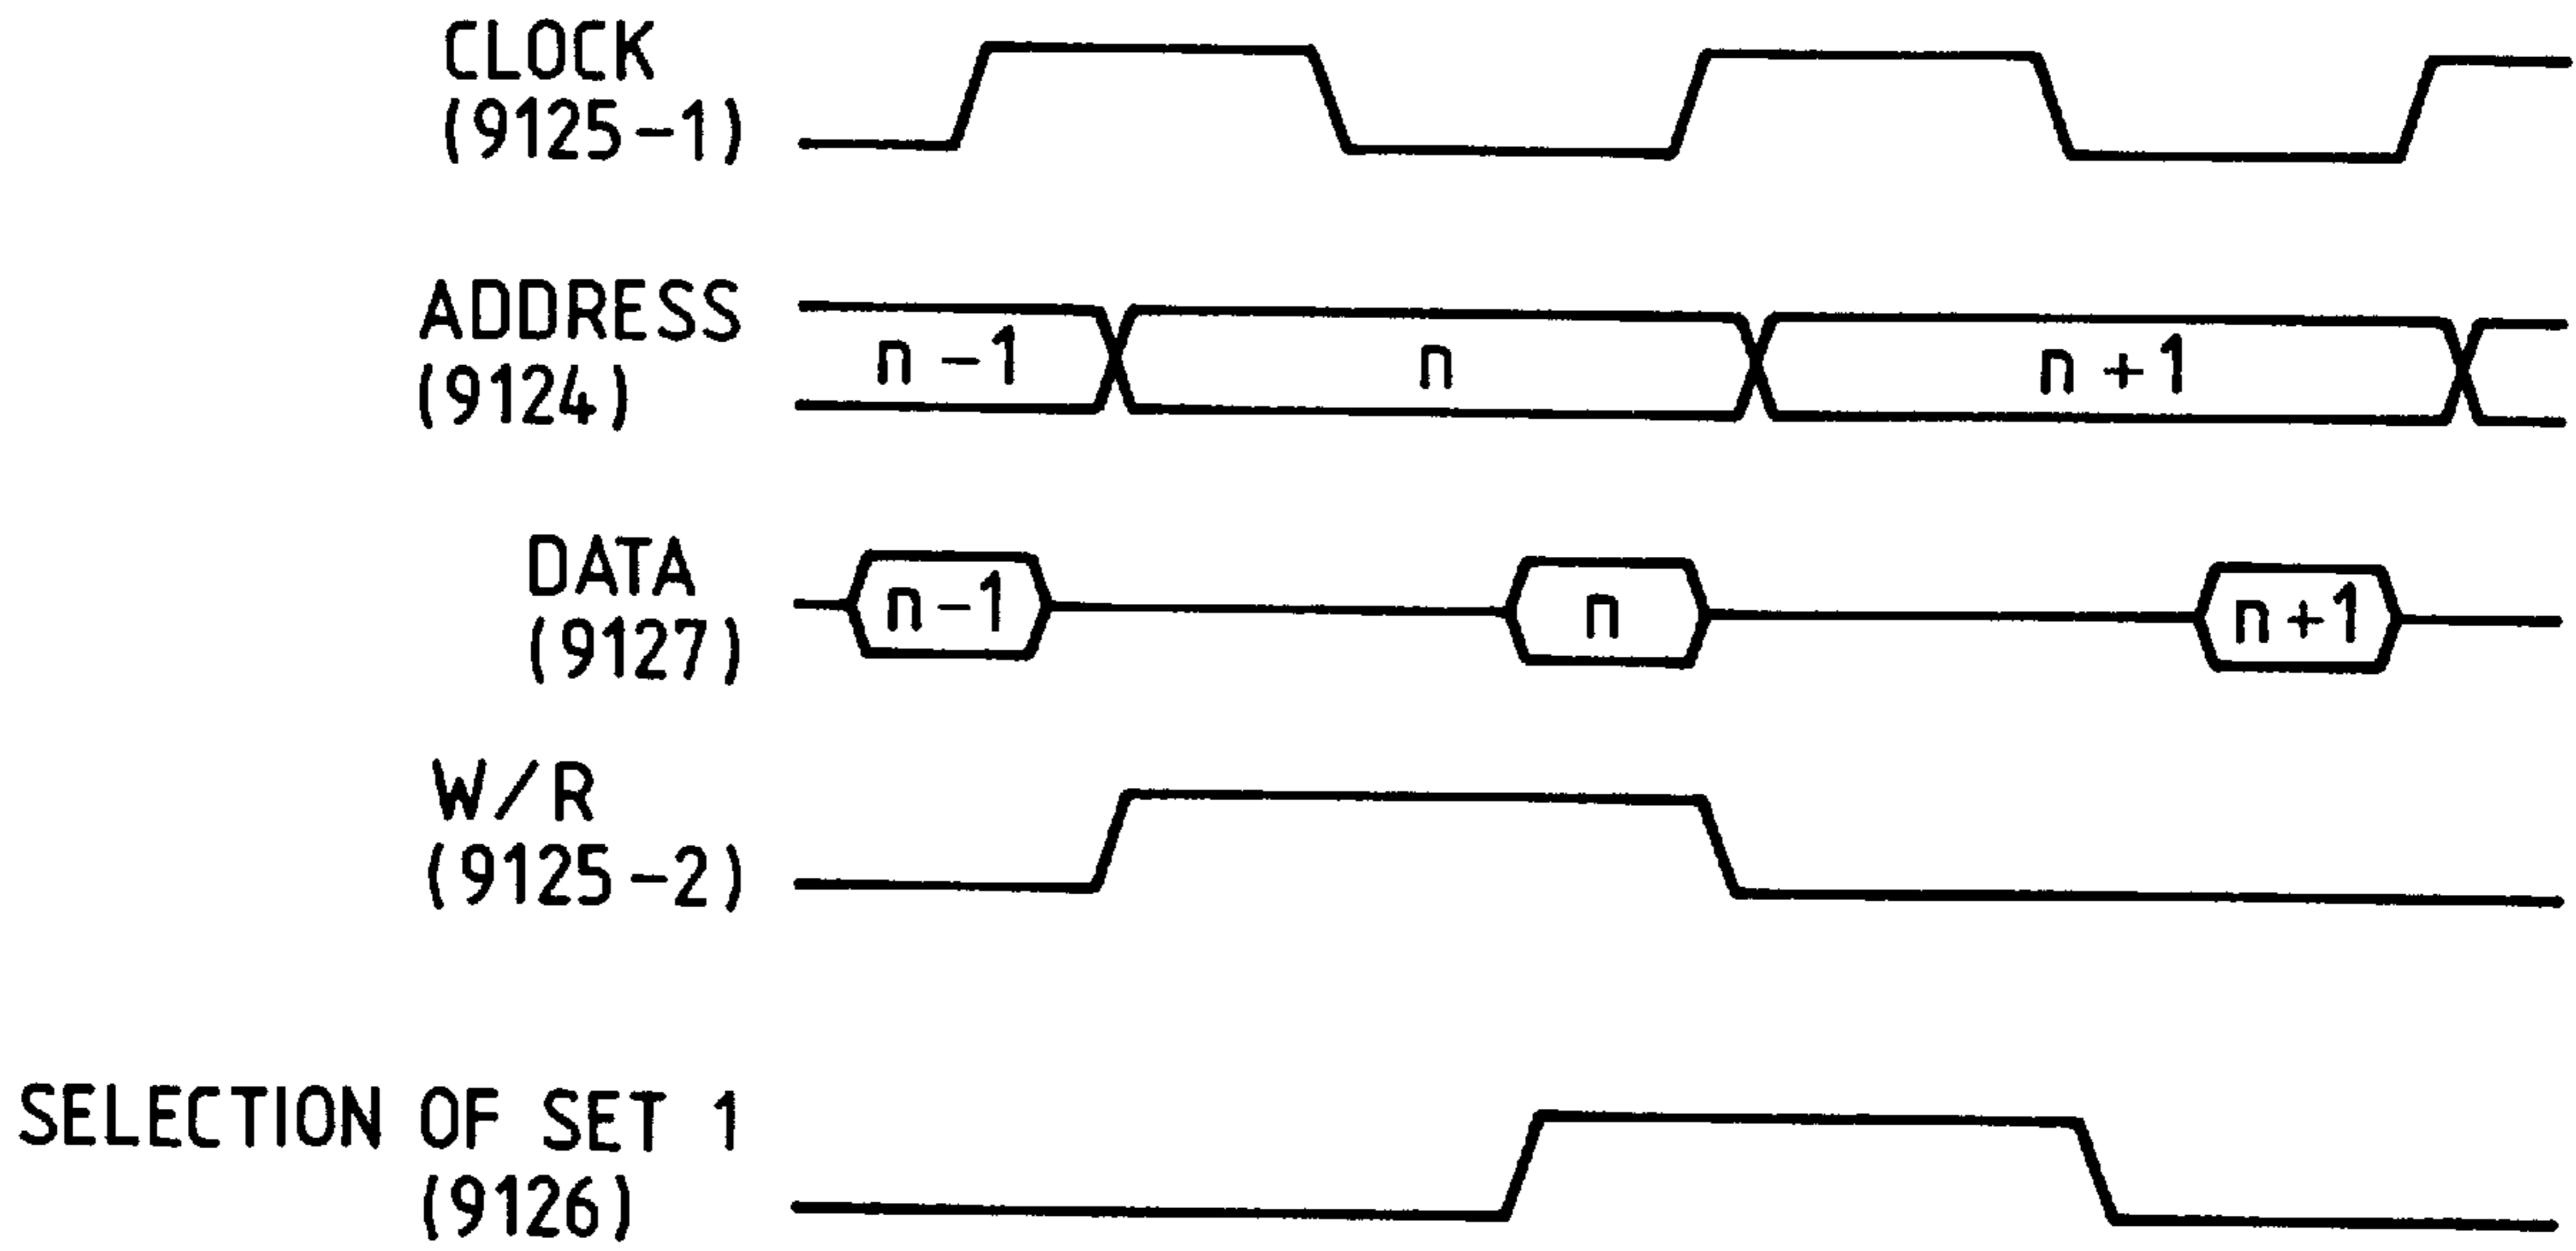 CLOCK
(9125-1)
ADDRESS
(9124)
n-1 n n+1
DATA
(9127)
n-1 n n+1
W/R
(9125-2)
SELECTION OF SET 1
(9126)